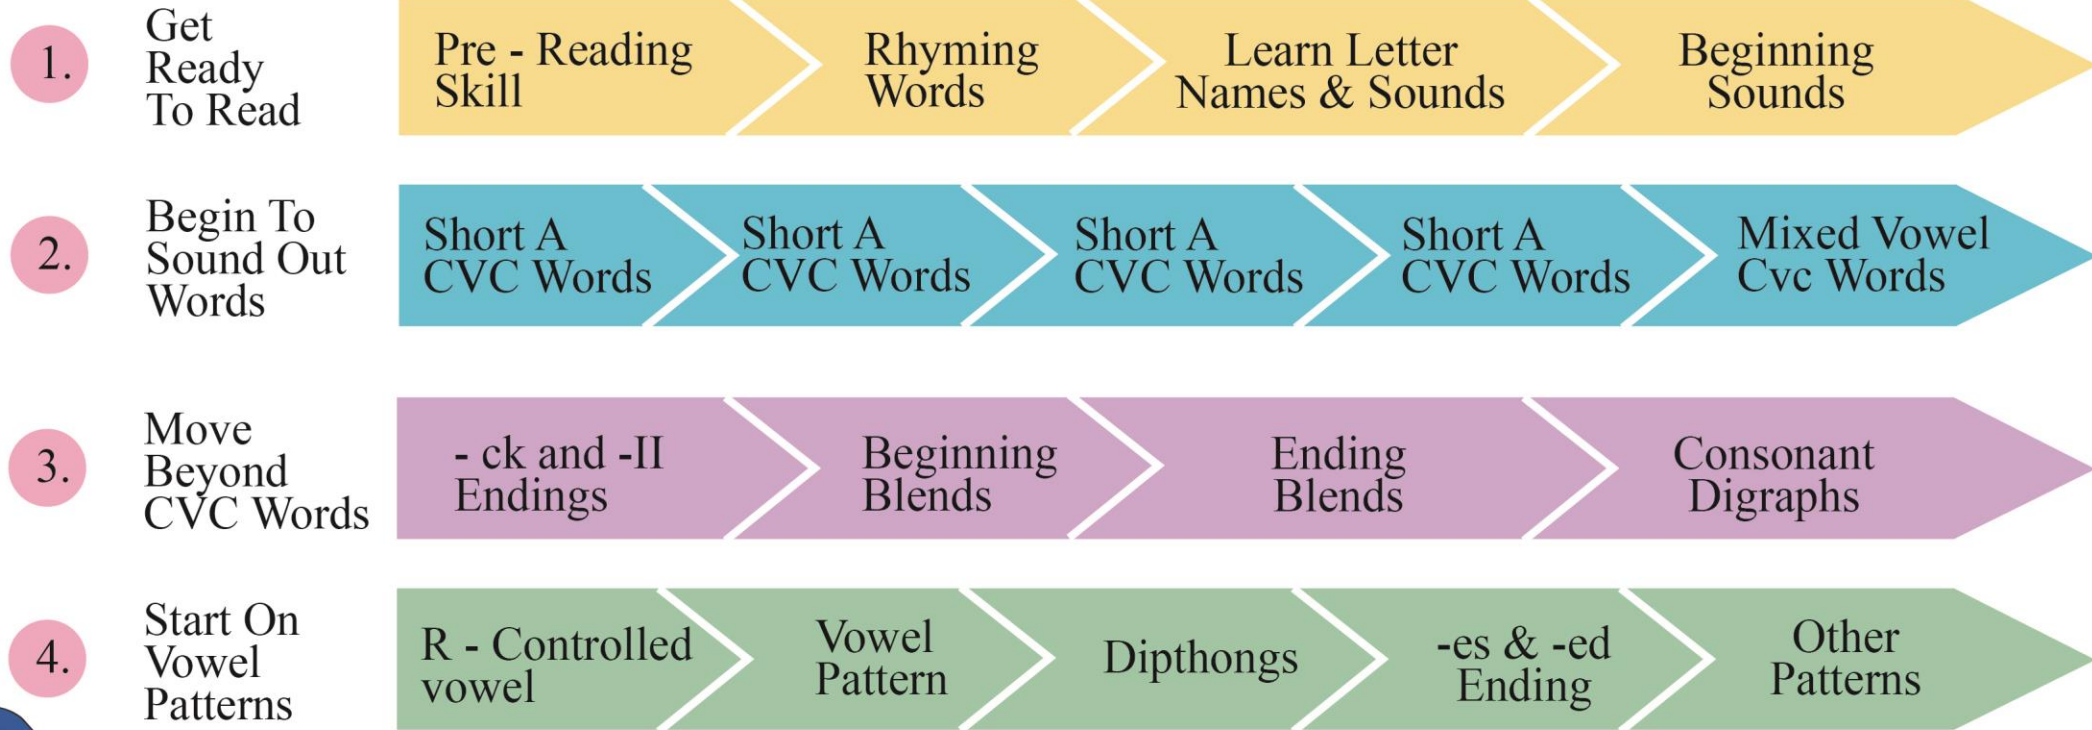 1.
Get
Ready
To Read
Pre - Reading
Skill
Rhyming
Words
Learn Letter
Names & Sounds
Beginning
Sounds
2.
Begin To
Sound Out
Words
Short A
CVC Words
Short A
CVC Words
Short A
CVC Words
Short A
CVC Words
Mixed Vowel
Cvc Words
3.
Move
Beyond
CVC Words
- ck and -II
Endings
Beginning
Blends
Ending
Blends
Consonant
Digraphs
4.
Start On
Vowel
Patterns
R - Controlled
vowel
Vowel
Pattern
Dipthongs
-es & -ed
Ending
Other
Patterns